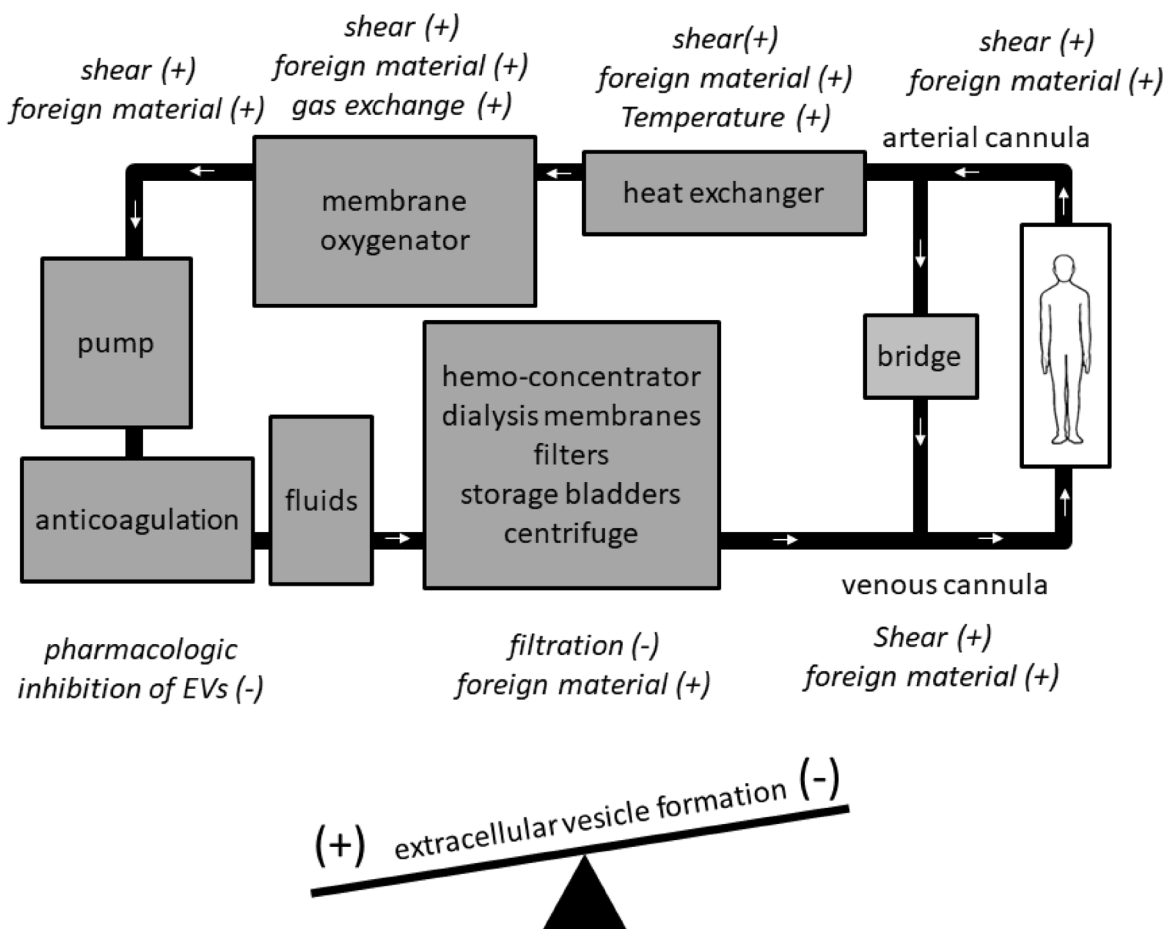 shear (+)
foreign material (+)
shear (+)
foreign material (+)
gas exchange (+)
shear(+)
foreign material (+)
Temperature (+)
shear (+)
foreign material (+)
arterial cannula
membrane
oxygenator
heat exchanger
pump
bridge
hemo-concentrator
dialysis membranes
filters
storage bladders
centrifuge
anticoagulation
fluids
venous cannula
pharmacologic
inhibition of EVs (-)
filtration (-)
foreign material (+)
Shear (+)
foreign material (+)
(+) extracellular vesicle formation (-)